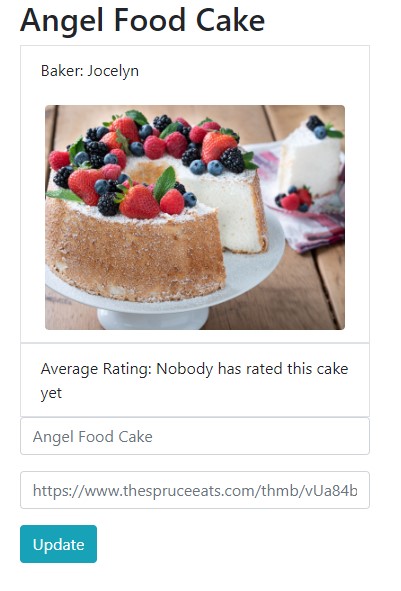 Angel Food Cake
Baker: Jocelyn
Average Rating: Nobody has rated this cake
yet
Angel Food Cake
https://www.thespruceeats.com/thmb/vUa84b
Update